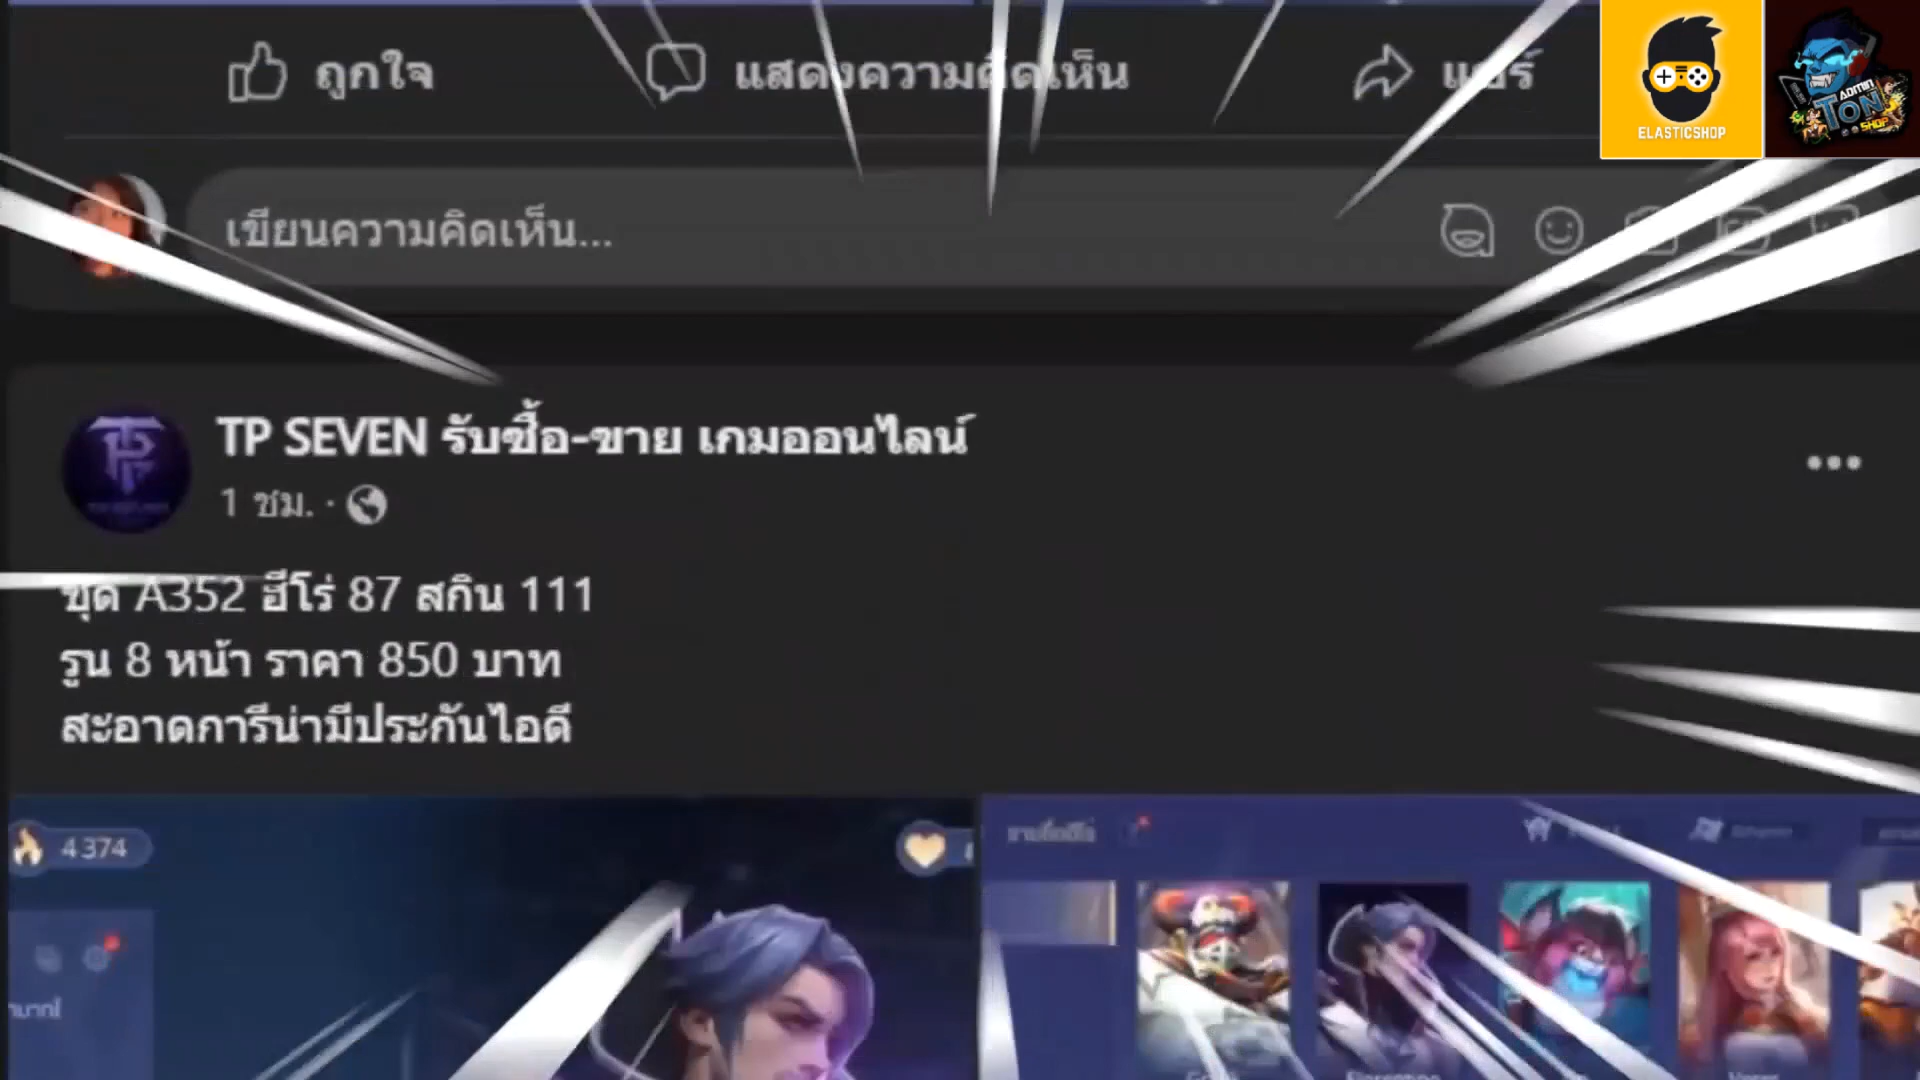 ถูกใจ
แสดงความคิดเห็น
แชร์
ELASTICSHOP
ADMIN
TON
SHOP
เขียนความคิดเห็น...
TP SEVEN รับซื้อ-ขาย เกมออนไลน์
1 ชม. ·
ชุด A352 ฮีโร่ 87 สกิน 111
รูน 8 หน้า ราคา 850 บาท
สะอาดการีน่ามีประกันไอดี
4374